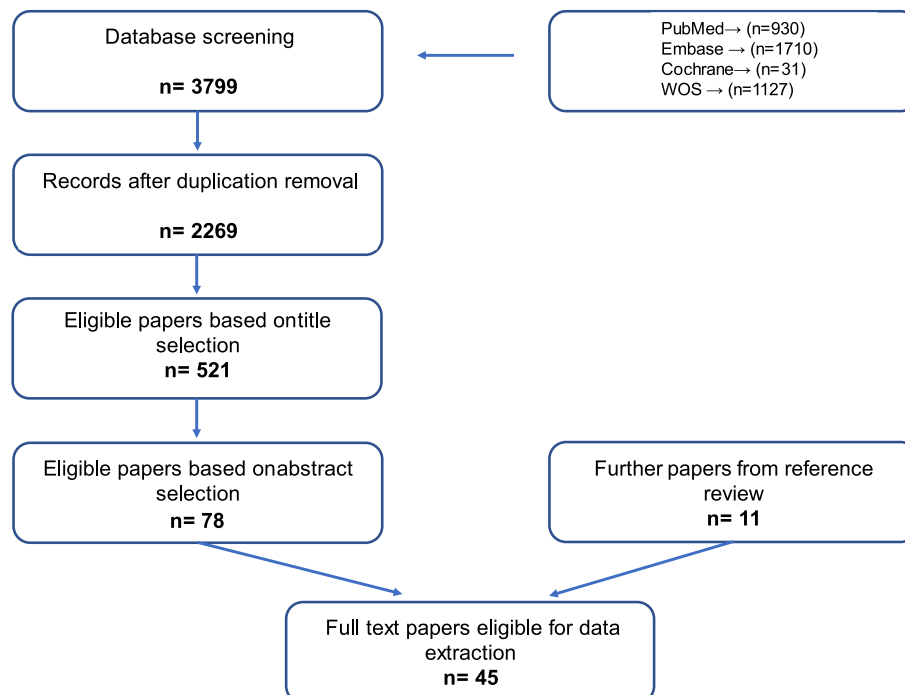 Database screening
n= 3799
PubMed→ (n=930)
Embase → (n=1710)
Cochrane→ (n=31)
WOS → (n=1127)
Records after duplication removal
n= 2269
Eligible papers based ontitle
selection
n= 521
Eligible papers based onabstract
selection
n= 78
Further papers from reference
review
n= 11
Full text papers eligible for data
extraction
n= 45